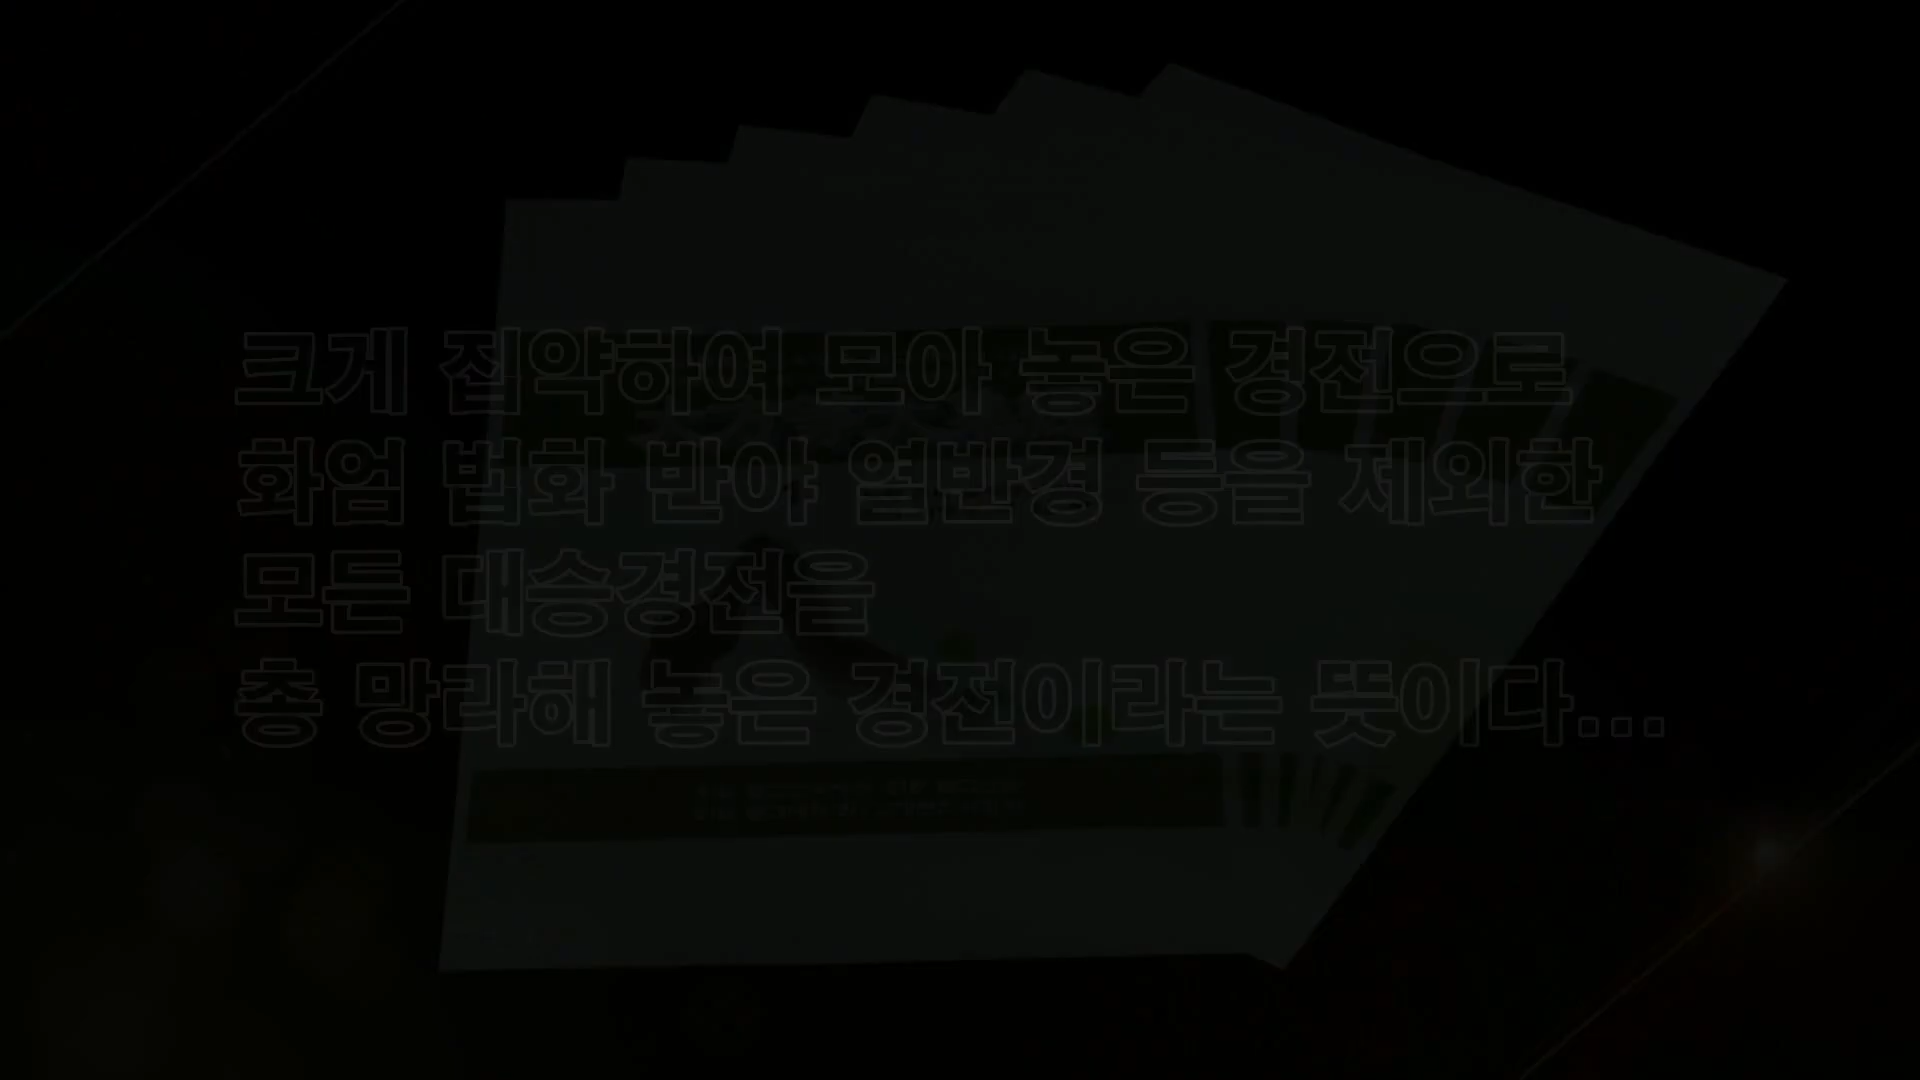 크게 집약하여 모아 놓은 경전으로
화엄 법화 반야 열반경 등을 제외한
모든 대승경전을
총 망라해 놓은 경전이라는 뜻이다...